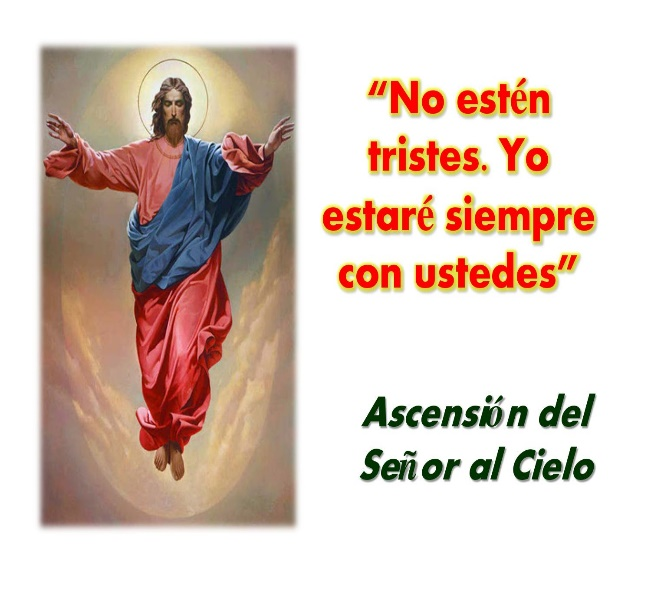 “No estén
tristes. Yo
estaré siempre
con ustedes”
Ascensión del
Señor al Cielo